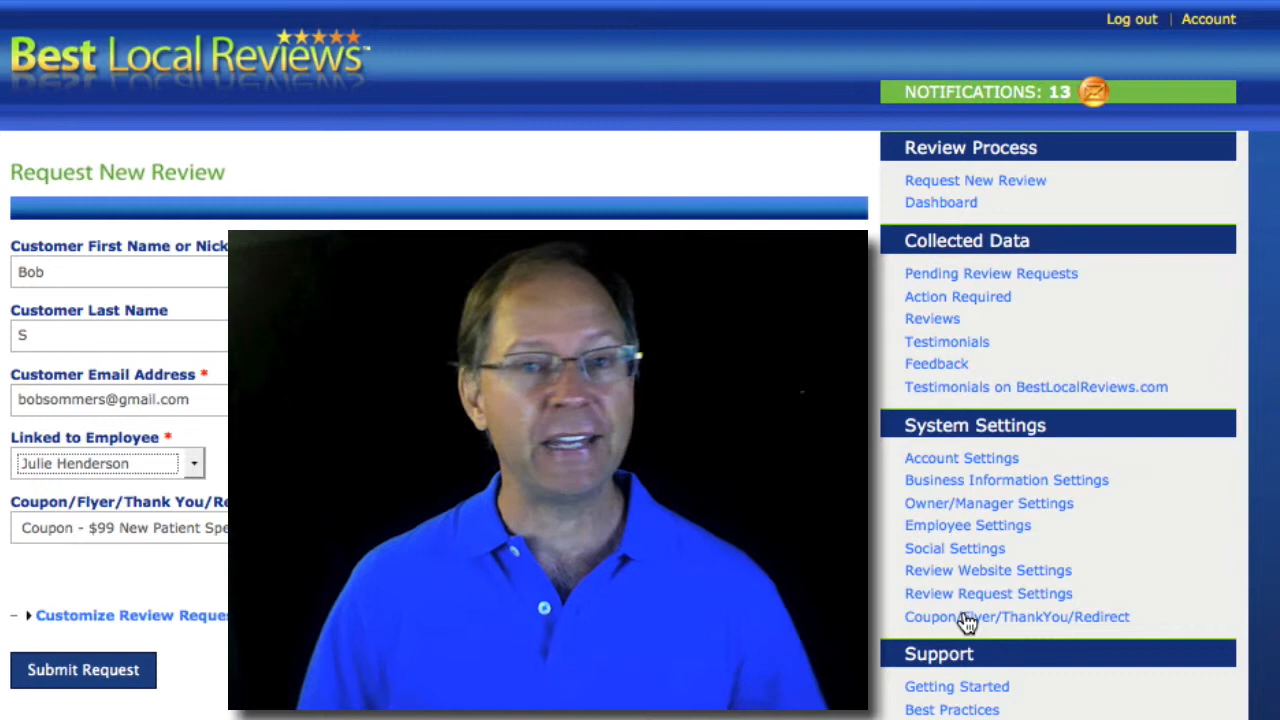 Log out | Account
Best Local Reviews™
NOTIFICATIONS: 13
Request New Review
Customer First Name or Nick
Bob
Customer Last Name
S
Customer Email Address *
bobsommers@gmail.com
Linked to Employee *
Julie Henderson
Coupon/Flyer/Thank You/Re
Coupon - $99 New Patient Spe
Customize Review Reque
Submit Request
Review Process
Request New Review
Dashboard
Collected Data
Pending Review Requests
Action Required
Reviews
Testimonials
Feedback
Testimonials on BestLocalReviews.com
System Settings
Account Settings
Business Information Settings
Owner/Manager Settings
Employee Settings
Social Settings
Review Website Settings
Review Request Settings
Coupon/Flyer/ThankYou/Redirect
Support
Getting Started
Best Practices